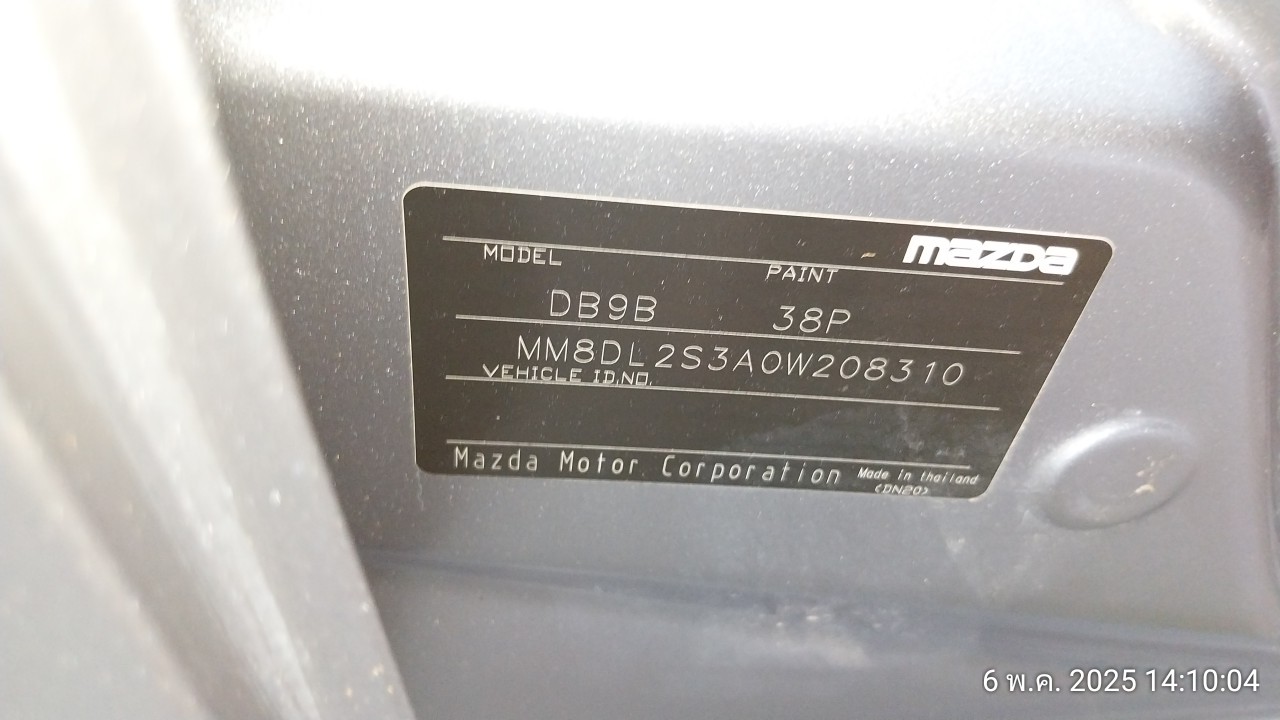 mazda
MODEL PAINT
DB9B 38P
MM8DL2S3A0W208310
VEHICLE ID.NO.
Mazda Motor Corporation Made in thailand
(DN20)
6 พ.ค. 2025 14:10:04